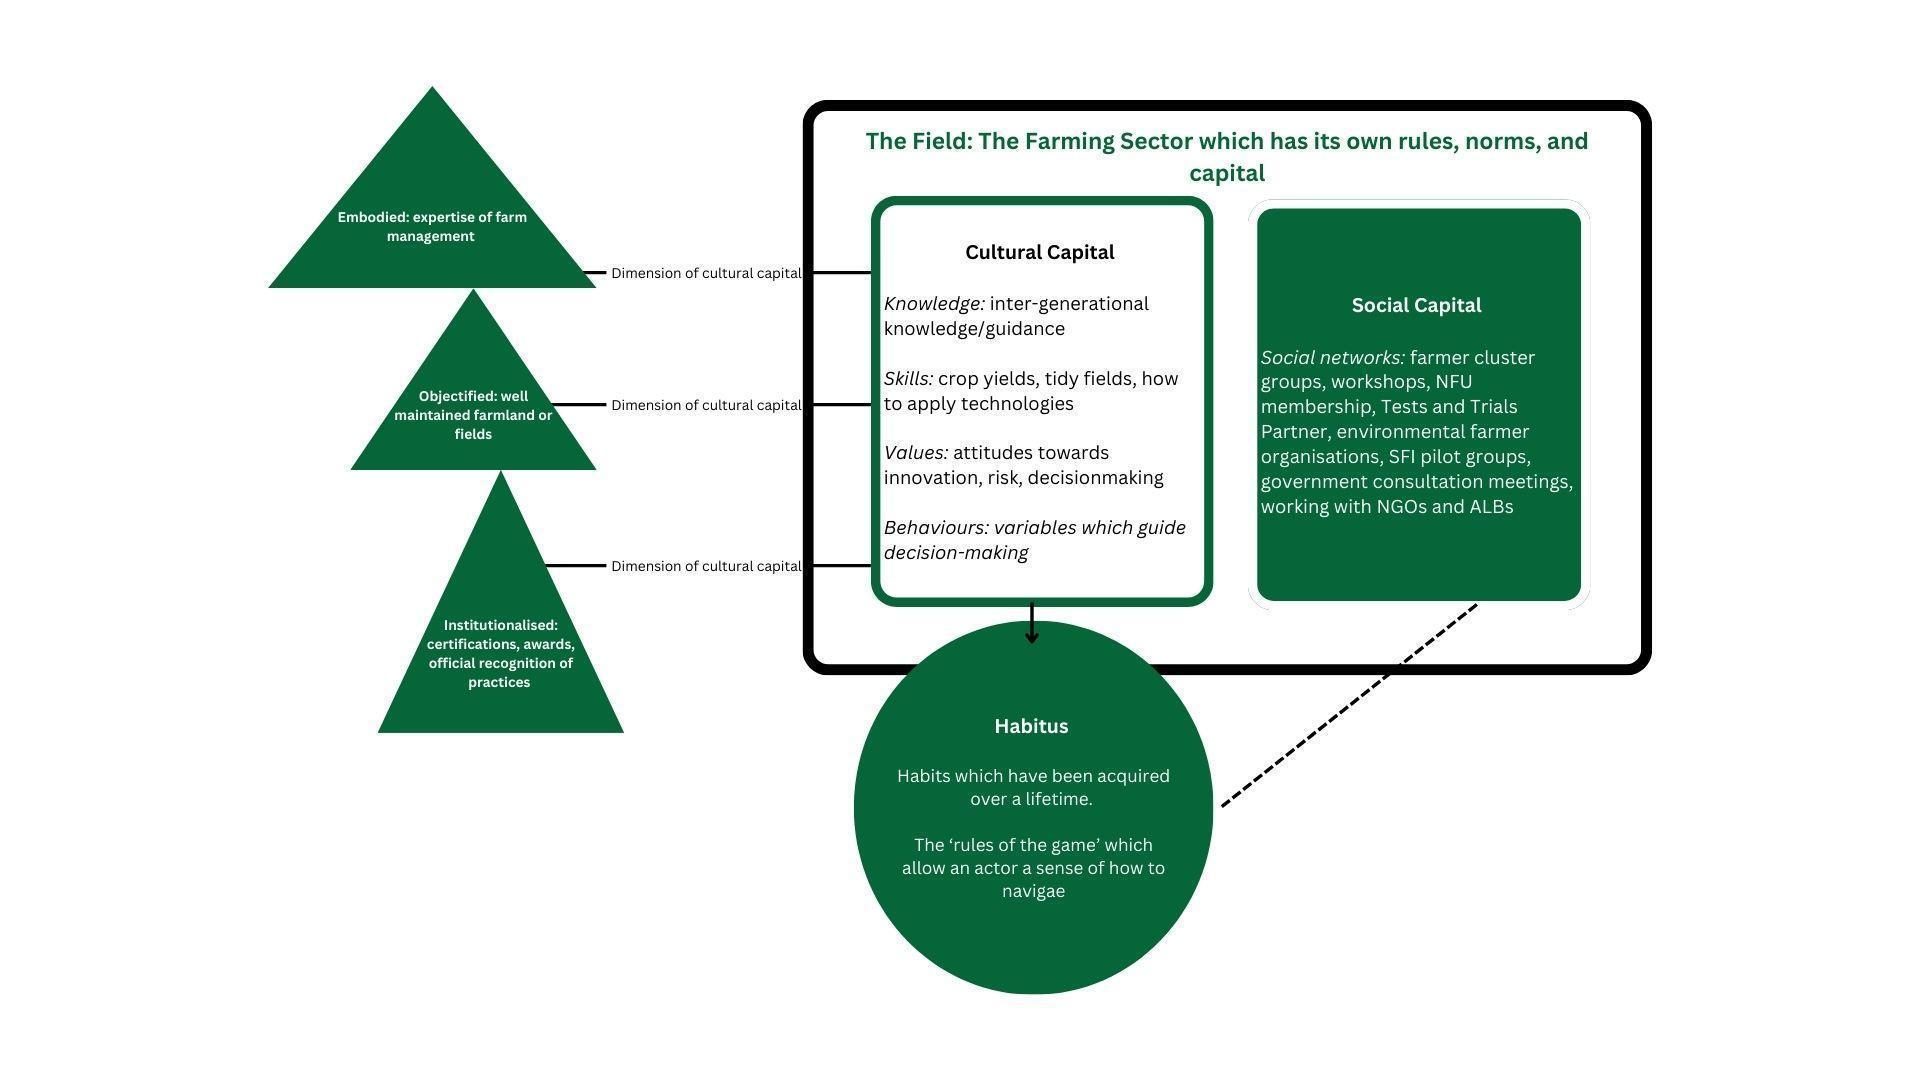 Embodied: expertise of farm
management
Objectified: well
maintained farmland or
fields
Institutionalised:
certifications, awards,
official recognition of
practices
Dimension of cultural capital
Dimension of cultural capital
Dimension of cultural capital
The Field: The Farming Sector which has its own rules, norms, and
capital
Cultural Capital
Knowledge: inter-generational
knowledge/guidance
Skills: crop yields, tidy fields, how
to apply technologies
Values: attitudes towards
innovation, risk, decisionmaking
Behaviours: variables which guide
decision-making
Social Capital
Social networks: farmer cluster
groups, workshops, NFU
membership, Tests and Trials
Partner, environmental farmer
organisations, SFI pilot groups,
government consultation meetings,
working with NGOs and ALBs
Habitus
Habits which have been acquired
over a lifetime.
The ‘rules of the game’ which
allow an actor a sense of how to
navigae